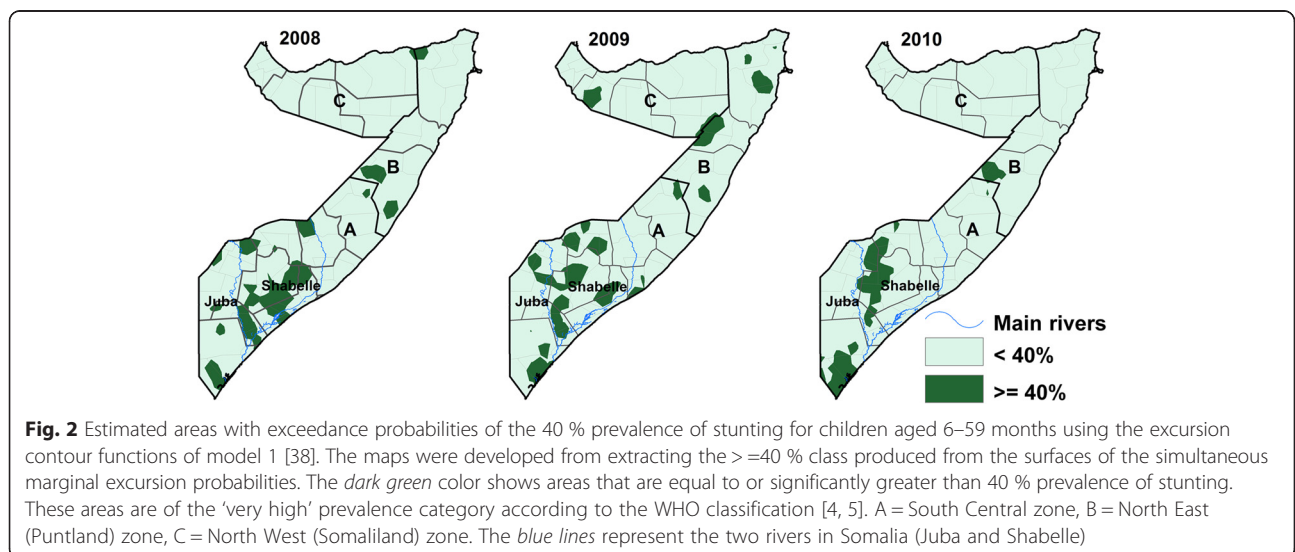 2008
2009
2010
C
C
C
B
B
B
A
A
A
Juba
Shabelle
Juba
Shabelle
Juba
Shabelle
Main rivers
< 40%
>= 40%
Fig. 2 Estimated areas with exceedance probabilities of the 40 % prevalence of stunting for children aged 6–59 months using the excursion
contour functions of model 1 [38]. The maps were developed from extracting the > =40 % class produced from the surfaces of the simultaneous
marginal excursion probabilities. The dark green color shows areas that are equal to or significantly greater than 40 % prevalence of stunting.
These areas are of the ‘very high’ prevalence category according to the WHO classification [4, 5]. A = South Central zone, B = North East
(Puntland) zone, C = North West (Somaliland) zone. The blue lines represent the two rivers in Somalia (Juba and Shabelle)